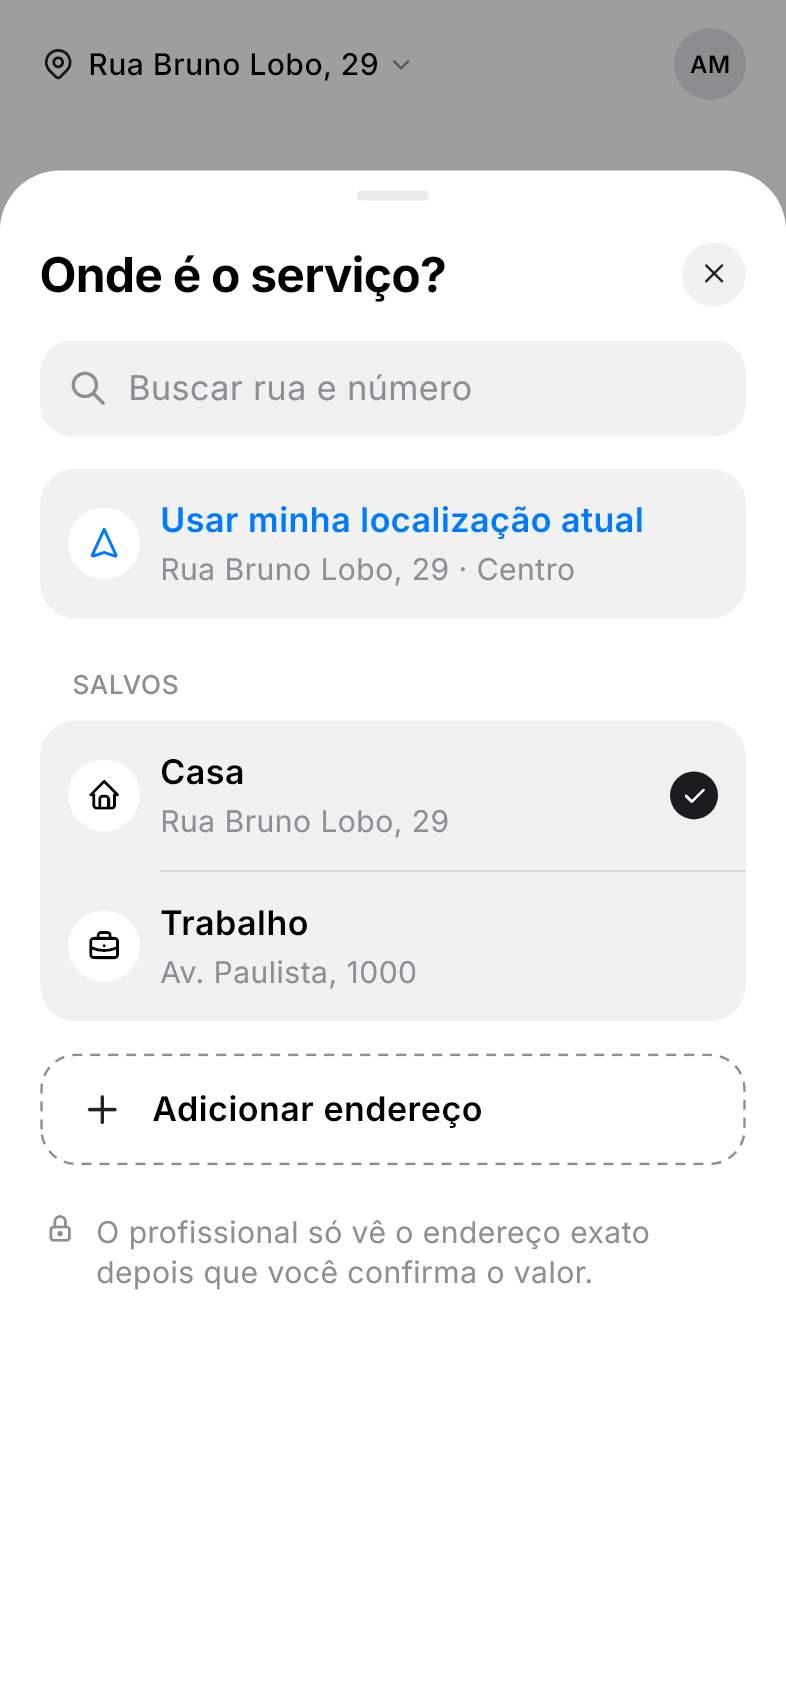 Rua Bruno Lobo, 29
AM
Onde é o serviço?
Buscar rua e número
Usar minha localização atual
Rua Bruno Lobo, 29 · Centro
SALVOS
Casa
Rua Bruno Lobo, 29
Trabalho
Av. Paulista, 1000
Adicionar endereço
O profissional só vê o endereço exato
depois que você confirma o valor.